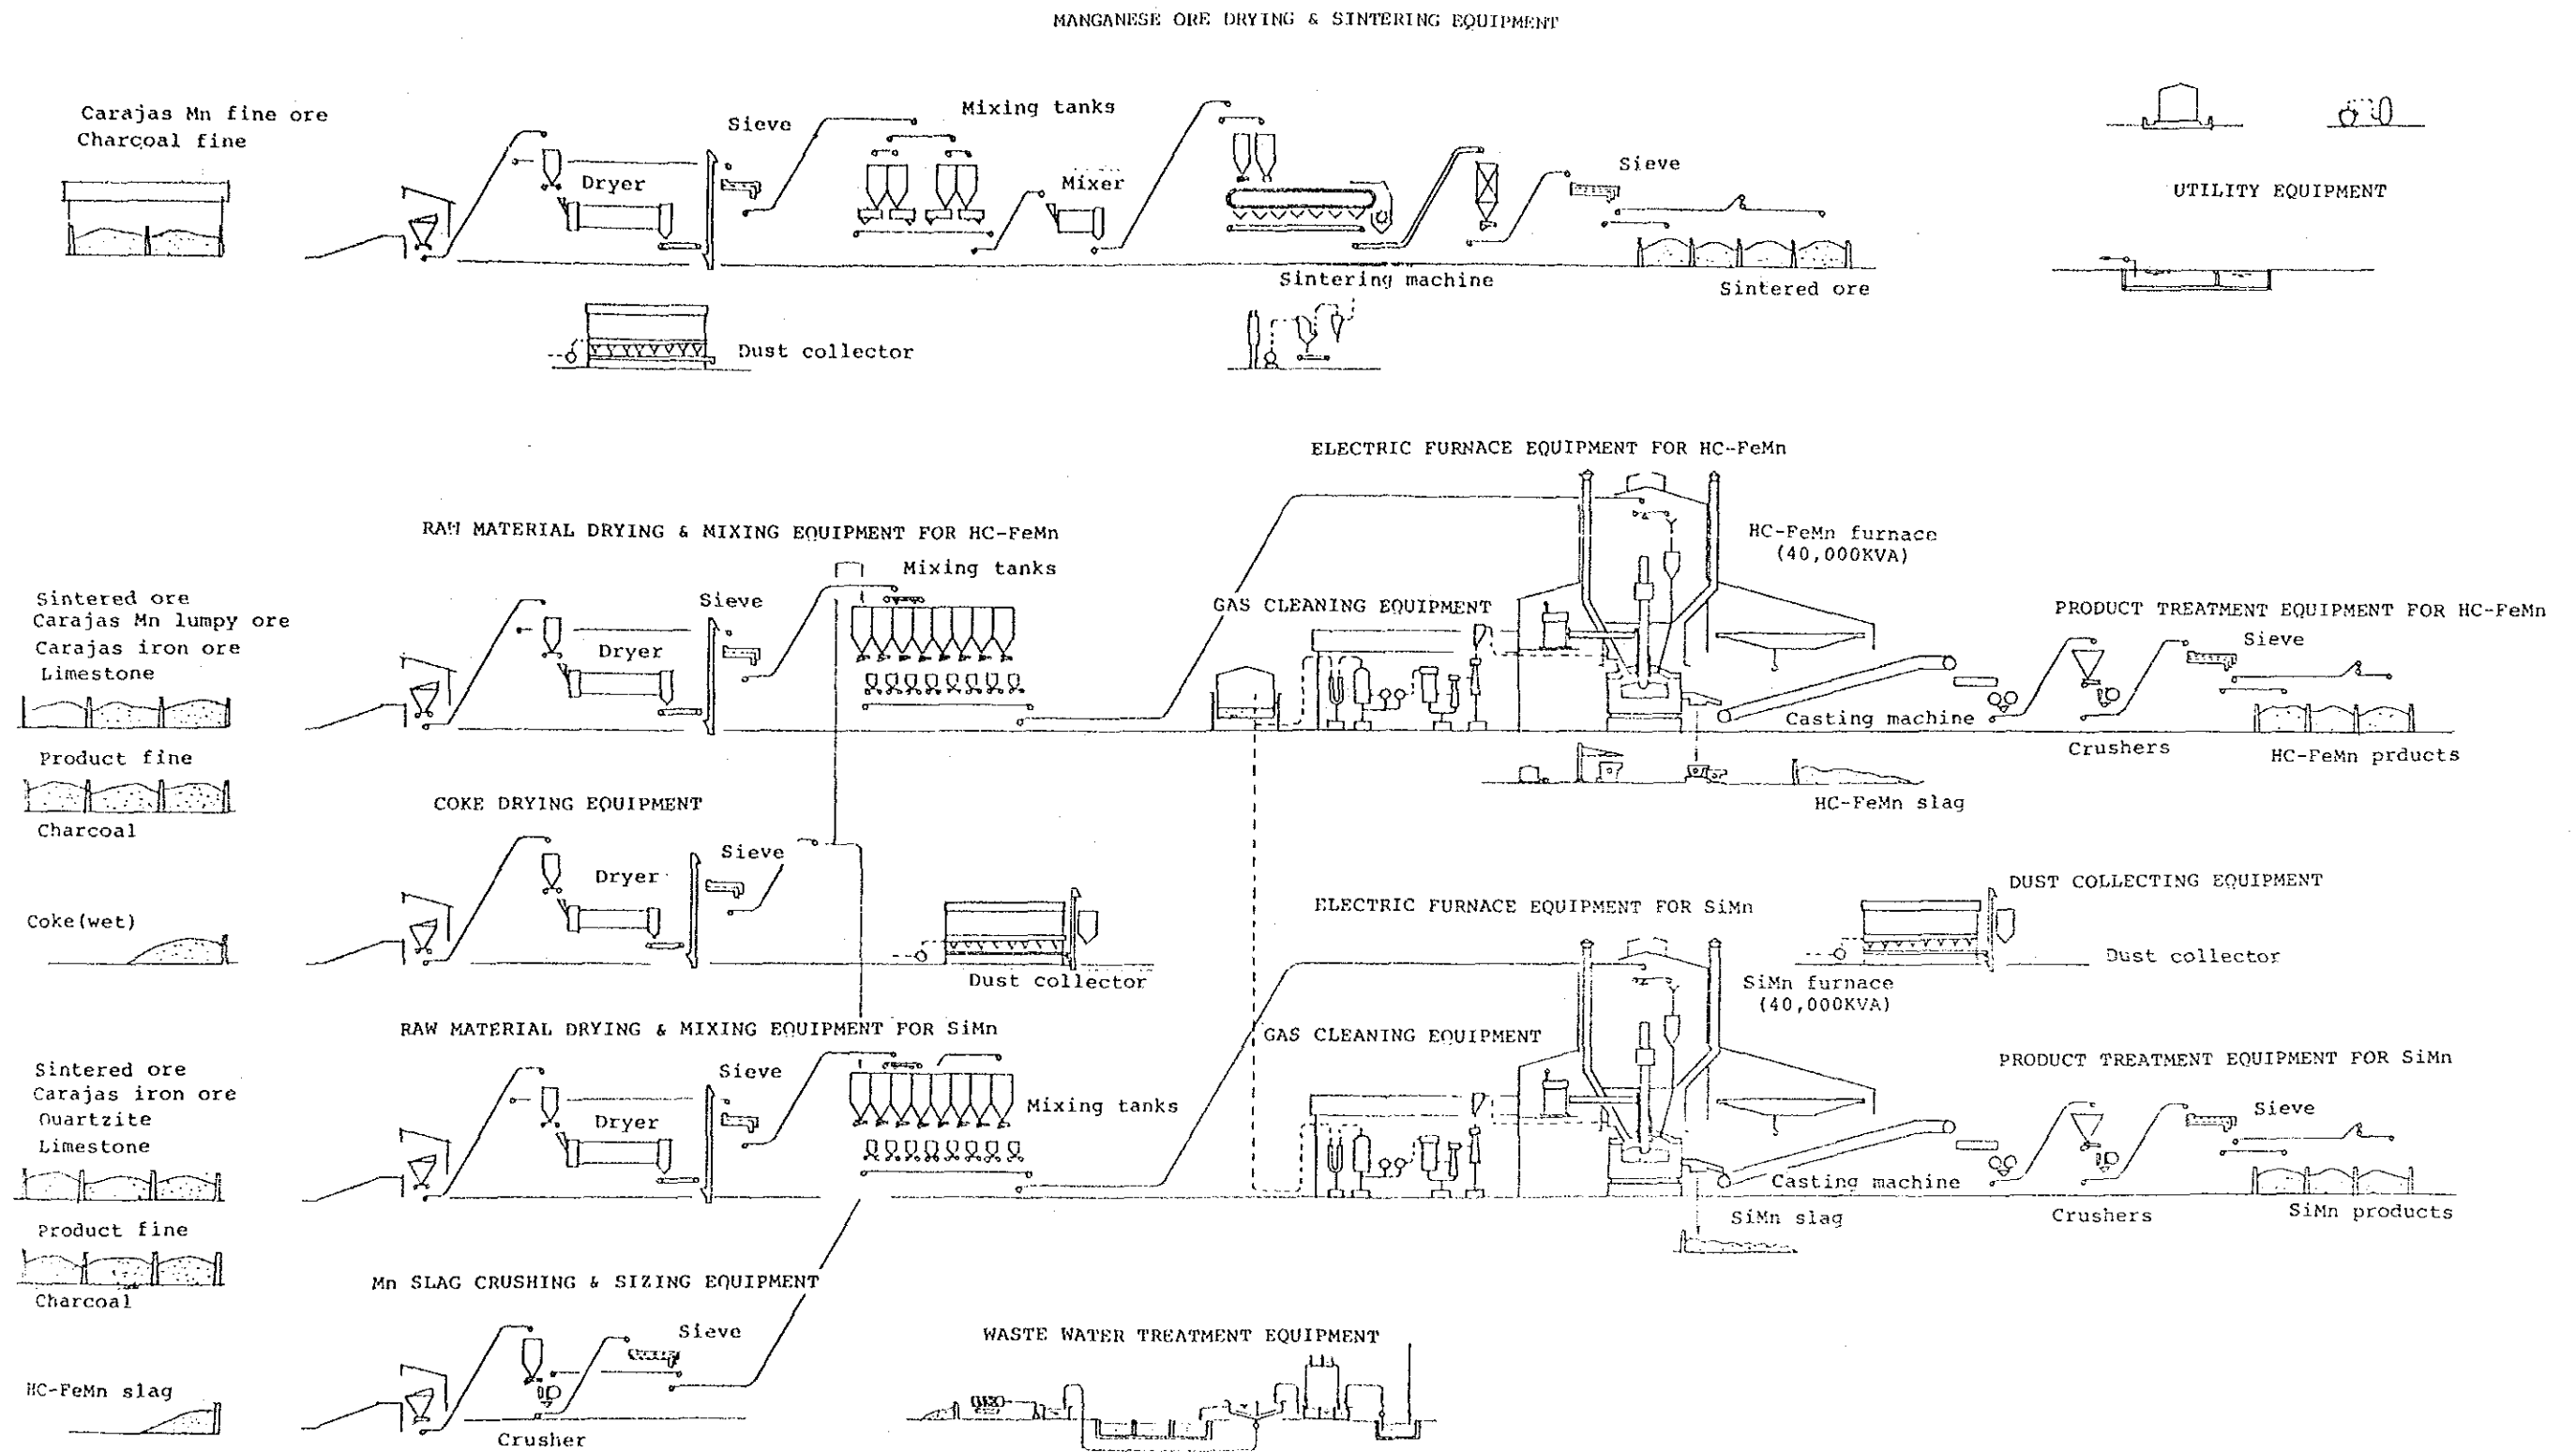 MANGANESE ORE DRYING & SINTERING EQUIPMENT
Carajas Mn fine ore
Charcoal fine
Dryer
Sieve
Mixing tanks
Mixer
Sintering machine
Sieve
Sintered ore
UTILITY EQUIPMENT
Dust collector
ELECTRIC FURNACE EQUIPMENT FOR HC-FeMn
RAW MATERIAL DRYING & MIXING EQUIPMENT FOR HC-FeMn
Sintered ore
Carajas Mn lumpy ore
Carajas iron ore
Limestone
Product fine
Charcoal
Dryer
Sieve
Mixing tanks
GAS CLEANING EQUIPMENT
HC-FeMn furnace
(40,000KVA)
Casting machine
PRODUCT TREATMENT EQUIPMENT FOR HC-FeMn
Sieve
Crushers
HC-FeMn prducts
HC-FeMn slag
COKE DRYING EQUIPMENT
Coke(wet)
Dryer
Sieve
Dust collector
ELECTRIC FURNACE EQUIPMENT FOR SiMn
DUST COLLECTING EQUIPMENT
Dust collector
SiMn furnace
(40,000KVA)
RAW MATERIAL DRYING & MIXING EQUIPMENT FOR SiMn
Sintered ore
Carajas iron ore
Quartzite
Limestone
Product fine
Charcoal
Dryer
Sieve
Mixing tanks
GAS CLEANING EQUIPMENT
Casting machine
SiMn slag
PRODUCT TREATMENT EQUIPMENT FOR SiMn
Sieve
Crushers
SiMn products
Mn SLAG CRUSHING & SIZING EQUIPMENT
HC-FeMn slag
Sieve
Crusher
WASTE WATER TREATMENT EQUIPMENT